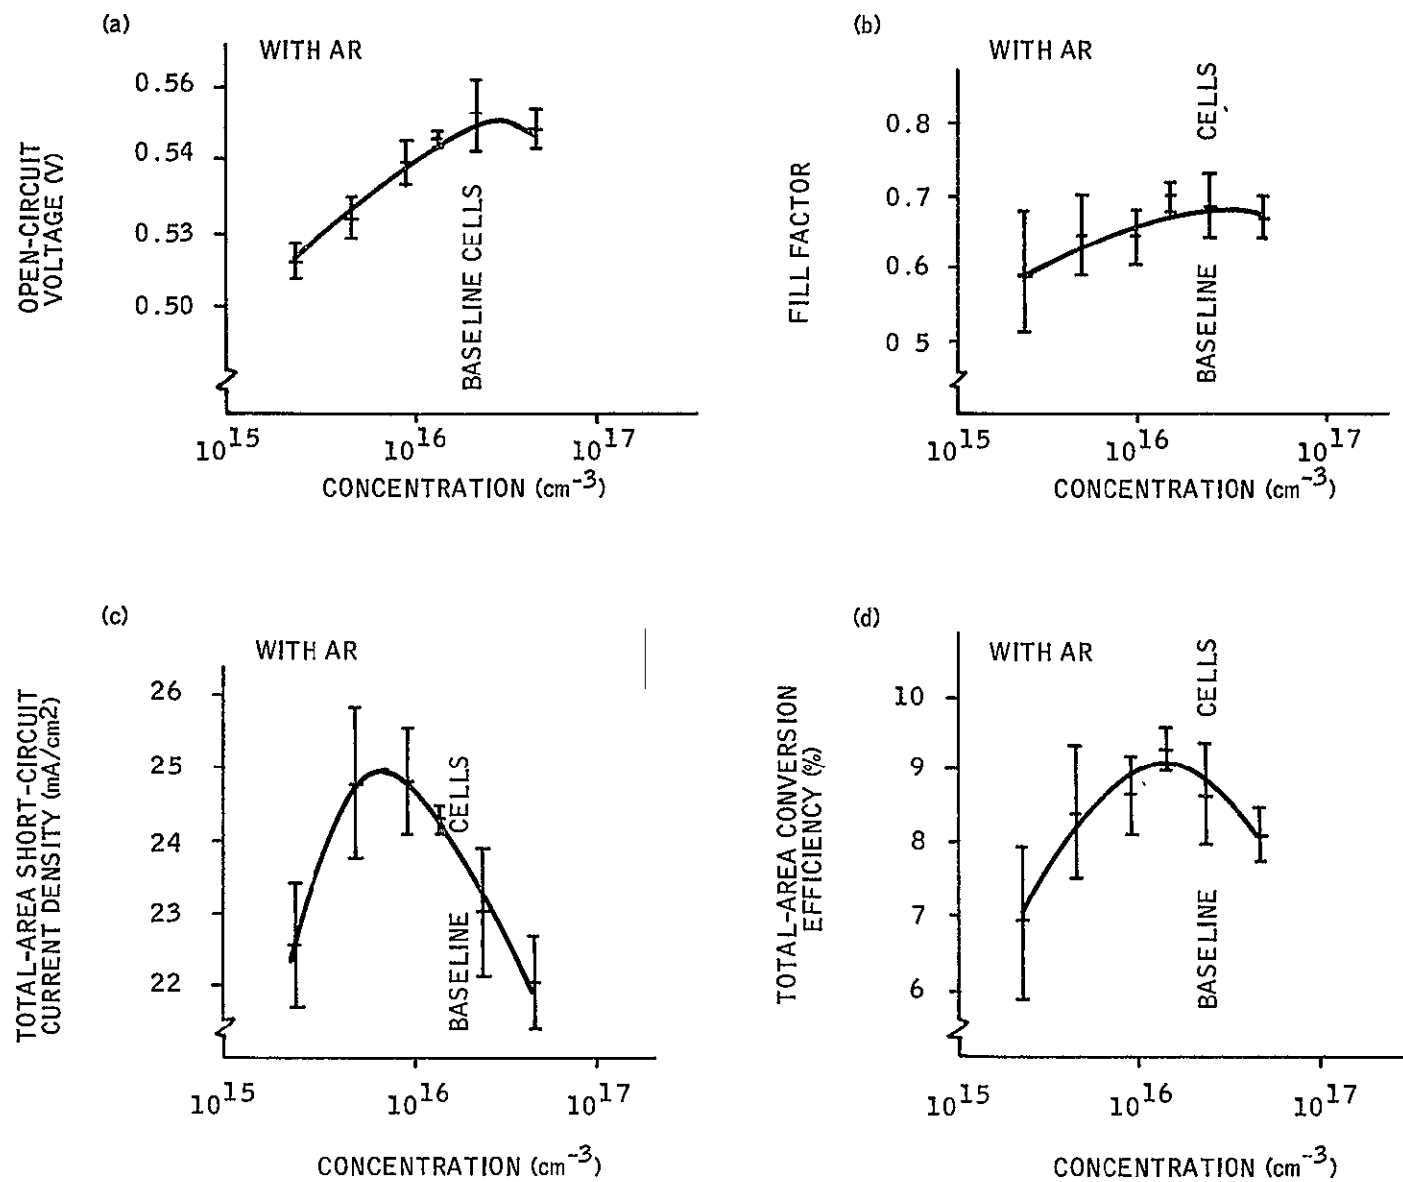 (a)
WITH AR
OPEN-CIRCUIT
VOLTAGE (V)
0.56
0.54
0.53
0.50
BASELINE CELLS
10^15
10^16
10^17
CONCENTRATION (cm^-3)
(b)
WITH AR
FILL FACTOR
0.8
0.7
0.6
0 5
BASELINE CELLS
10^15
10^16
10^17
CONCENTRATION (cm^-3)
(c)
WITH AR
TOTAL-AREA SHORT-CIRCUIT
CURRENT DENSITY (mA/cm2)
26
25
24
23
22
BASELINE CELLS
10^15
10^16
10^17
CONCENTRATION (cm^-3)
(d)
WITH AR
TOTAL-AREA CONVERSION
EFFICIENCY (%)
10
9
8
7
6
BASELINE CELLS
10^15
10^16
10^17
CONCENTRATION (cm^-3)